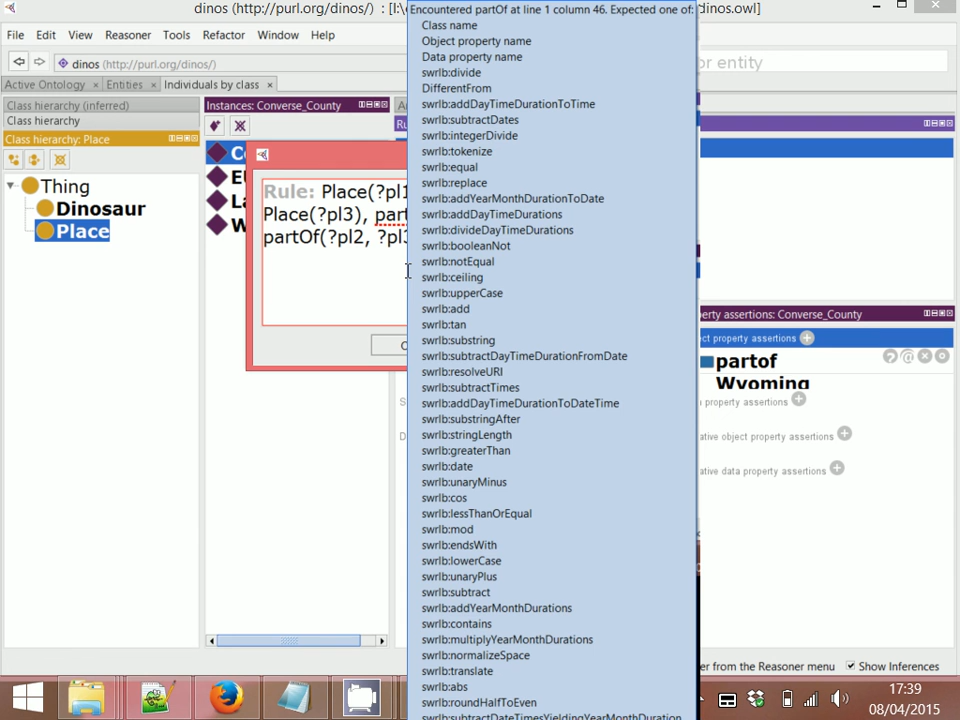 dinos (http://purl.org/dinos/) : [
dinos.owl]
File Edit View Reasoner Tools Refactor Window Help
dinos (http://purl.org/dinos/)
or entity
Active Ontology × Entities × Individuals by class ×
Class hierarchy (inferred)
Class hierarchy
Class hierarchy: Place
Thing
Dinosaur
Place
Instances: Converse_County
Rule: Place(?pl1
Place(?pl3), part
partOf(?pl2, ?pl3
Encountered partOf at line 1 column 46. Expected one of:
Class name
Object property name
Data property name
swrlb:divide
DifferentFrom
swrlb:addDayTimeDurationToTime
swrlb:subtractDates
swrlb:integerDivide
swrlb:tokenize
swrlb:equal
swrlb:replace
swrlb:addYearMonthDurationToDate
swrlb:addDayTimeDurations
swrlb:divideDayTimeDurations
swrlb:booleanNot
swrlb:notEqual
swrlb:ceiling
swrlb:upperCase
swrlb:add
swrlb:tan
swrlb:substring
swrlb:subtractDayTimeDurationFromDate
swrlb:resolveURI
swrlb:subtractTimes
swrlb:addDayTimeDurationToDateTime
swrlb:substringAfter
swrlb:stringLength
swrlb:greaterThan
swrlb:date
swrlb:unaryMinus
swrlb:cos
swrlb:lessThanOrEqual
swrlb:mod
swrlb:endsWith
swrlb:lowerCase
swrlb:unaryPlus
swrlb:subtract
swrlb:addYearMonthDurations
swrlb:contains
swrlb:multiplyYearMonthDurations
swrlb:normalizeSpace
swrlb:translate
swrlb:abs
swrlb:roundHalfToEven
swrlb:subtractDateTimesYieldingYearMonthDuration
erty assertions: Converse_County
ct property assertions
partof
Wyoming
property assertions
ative object property assertions
ative data property assertions
er from the Reasoner menu Show Inferences
17:39
08/04/2015